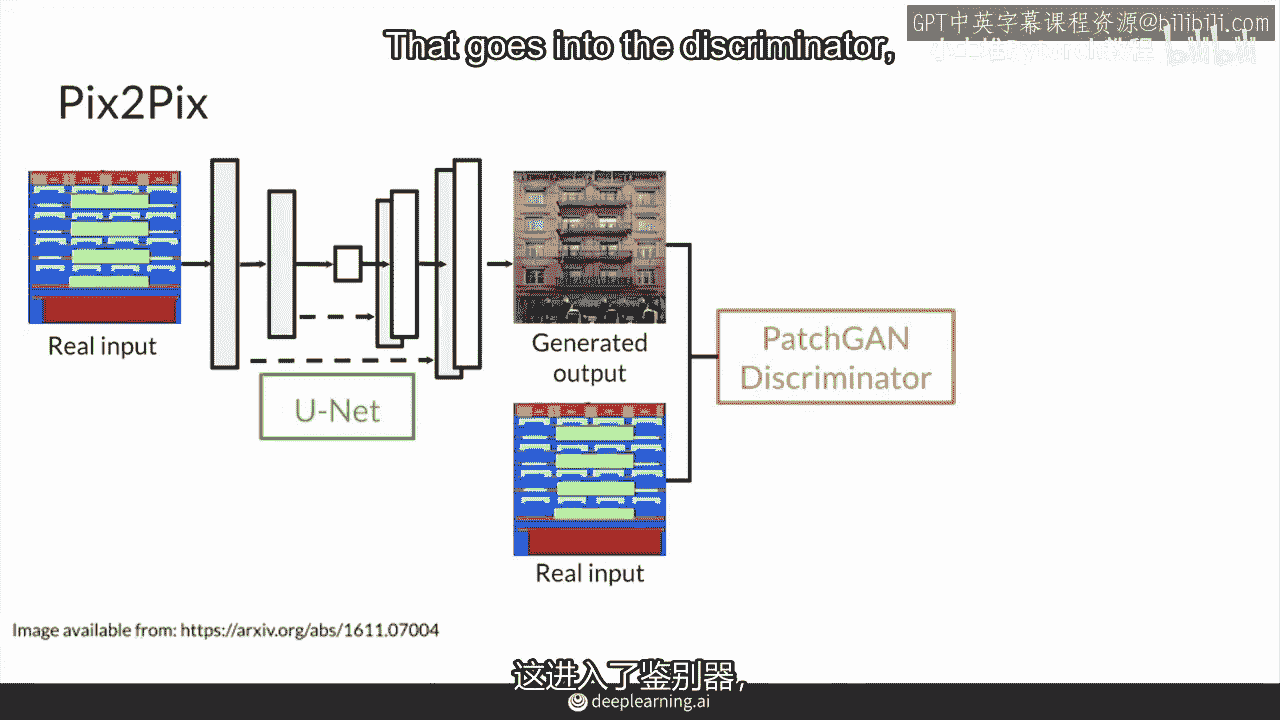 GPT中英字幕课程资源@bilibili.com
That goes into the discriminator,
bilibili
Pix2Pix
Real input
U-Net
Generated
output
PatchGAN
Discriminator
Real input
Image available from: https://arxiv.org/abs/1611.07004
这进入了鉴别器,
deeplearning.ai